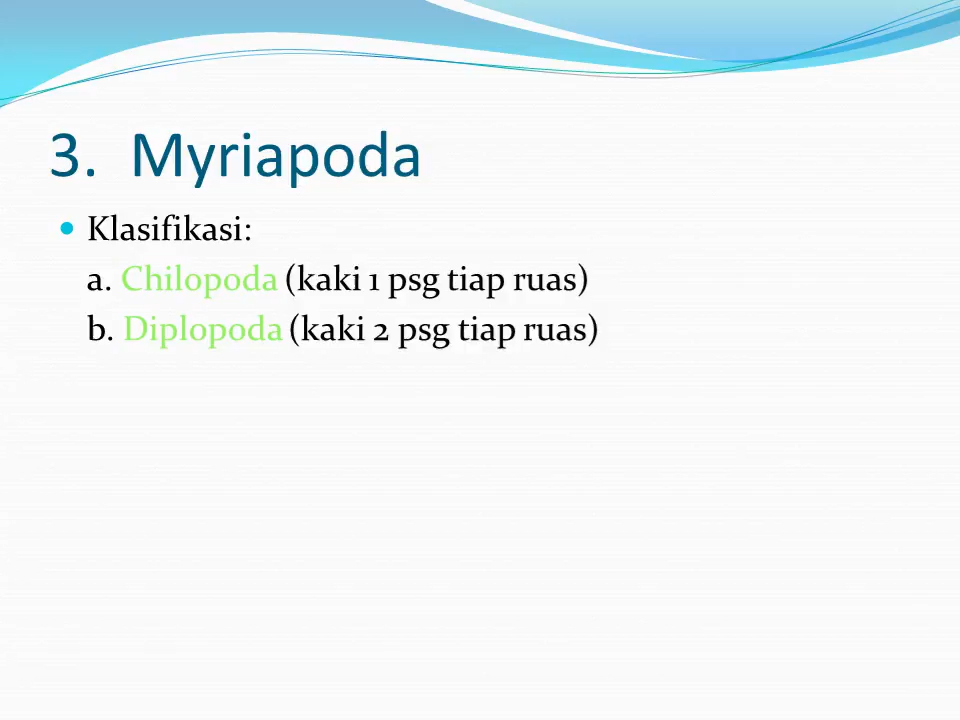 3. Myriapoda
Klasifikasi:
a. Chilopoda (kaki 1 psg tiap ruas)
b. Diplopoda (kaki 2 psg tiap ruas)